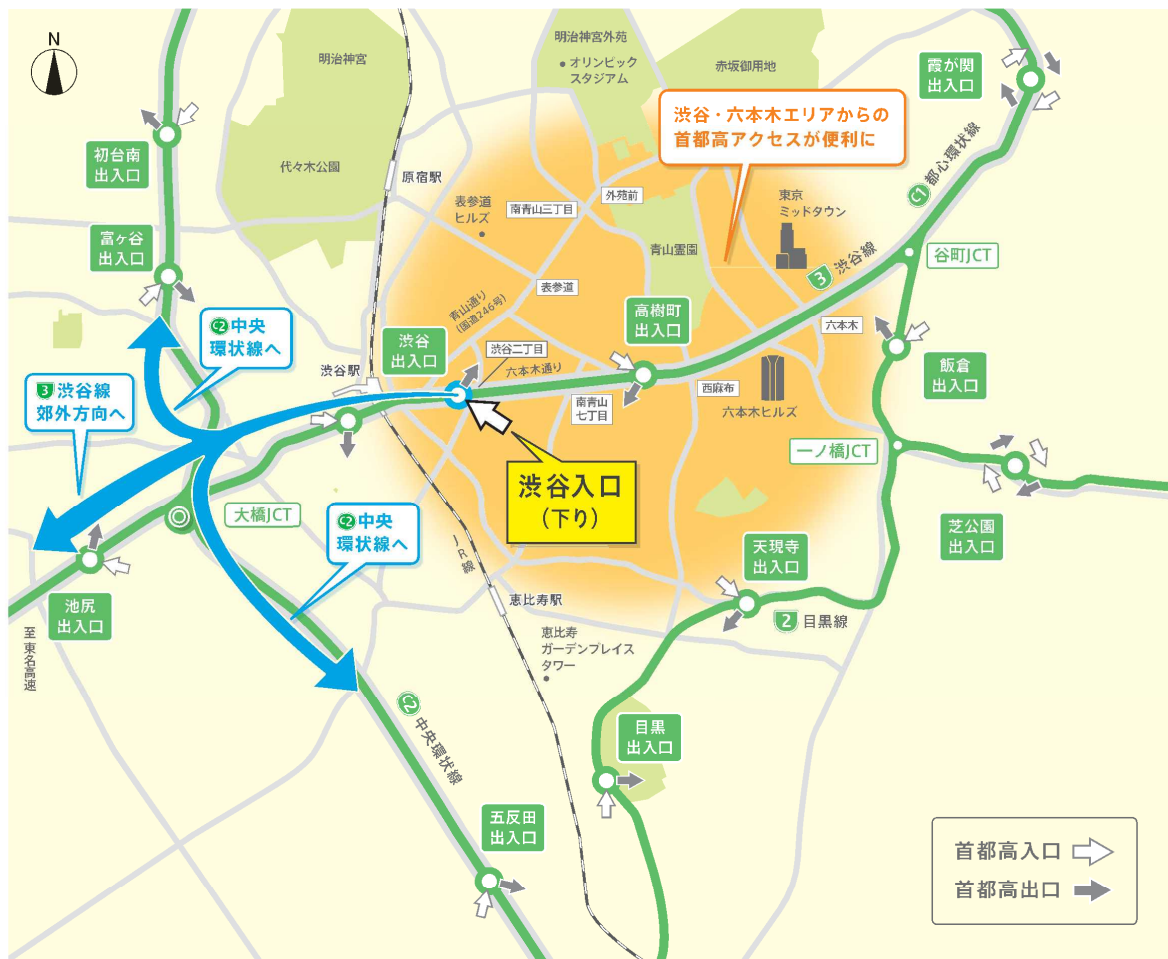 N
明治神宮
明治神宮外苑
オリンピック
スタジアム
赤坂御用地
霞が関
出入口
渋谷・六本木エリアからの
首都高アクセスが便利に
初台南
出入口
代々木公園
原宿駅
C1
都心環状線
表参道
ヒルズ
南青山三丁目
外苑前
東京
ミッドタウン
富ヶ谷
出入口
青山霊園
谷町JCT
3
渋谷線
表参道
青山通り
(国道246号)
高樹町
出入口
C2 中央
環状線へ
渋谷
出入口
六本木
渋谷二丁目
六本木通り
渋谷駅
飯倉
出入口
3 渋谷線
郊外方向へ
西麻布
南青山
七丁目
六本木ヒルズ
一ノ橋JCT
渋谷入口
(下り)
大橋JCT
C2 中央
環状線へ
芝公園
出入口
JR線
天現寺
出入口
池尻
出入口
恵比寿駅
2 目黒線
至東名高速
恵比寿
ガーデンプレイス
タワー
C2
中央環状線
目黒
出入口
五反田
出入口
首都高入口
首都高出口